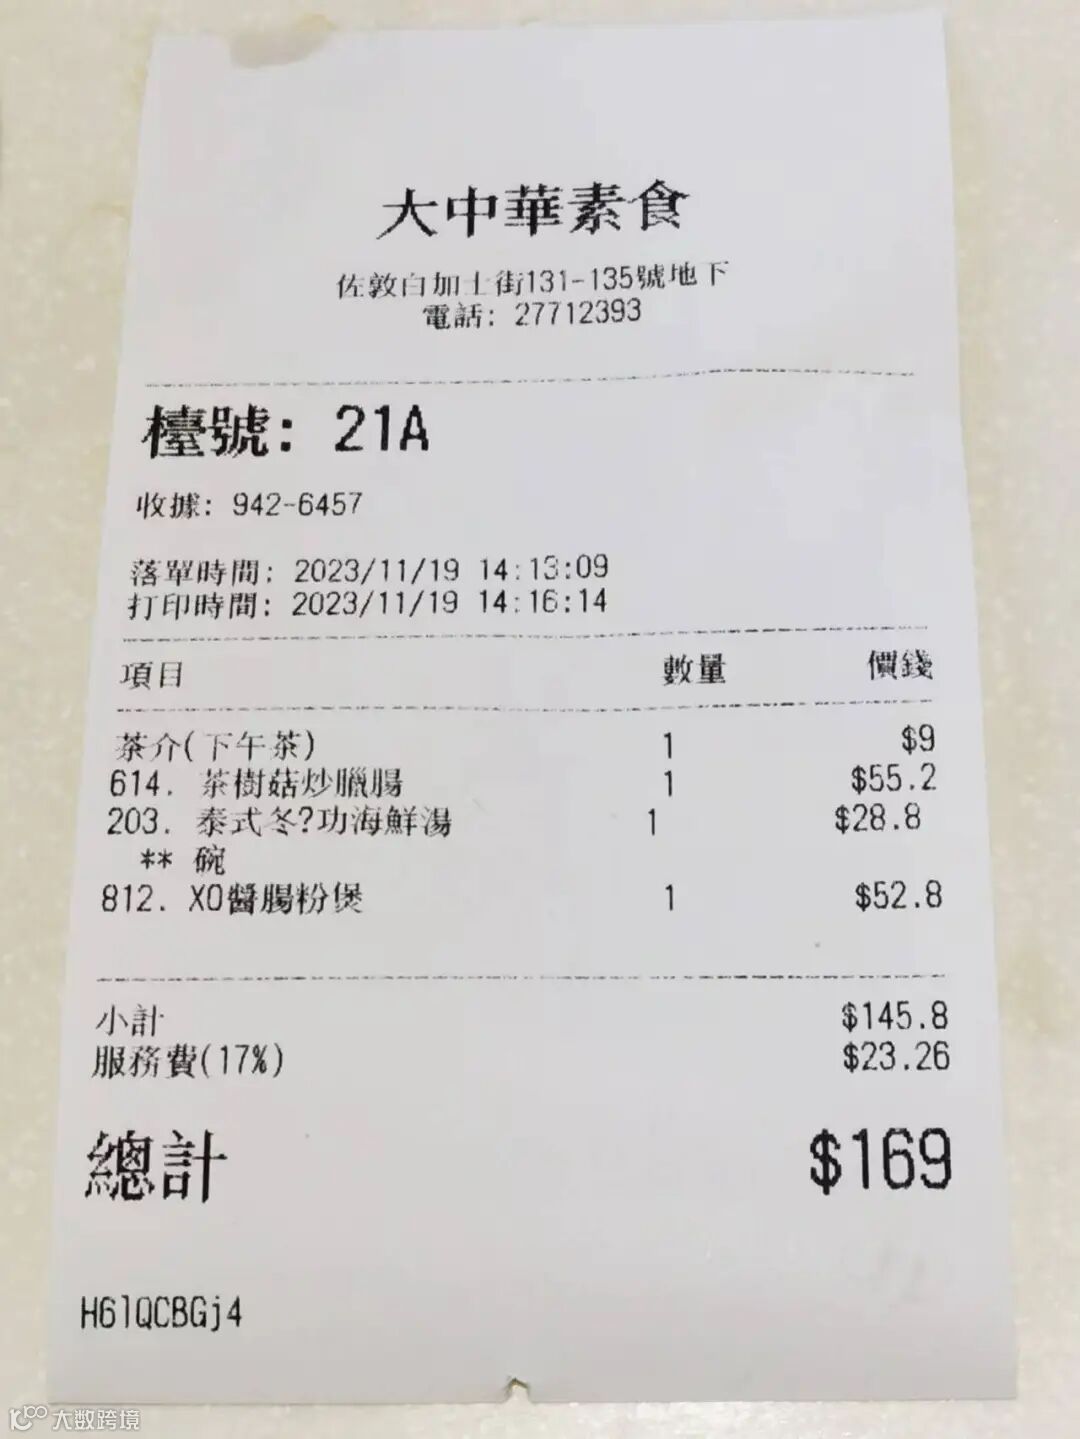 大中華素食
佐敦白加士街131-135號地下
電話: 27712393
檯號: 21A
收據: 942-6457
落單時間: 2023/11/19 14:13:09
打印時間: 2023/11/19 14:16:14
項目 數量 價錢
茶介(下午茶) 1 $9
614. 茶樹菇炒臘腸 1 $55.2
203. 泰式冬?功海鮮湯 1 $28.8
** 碗
812. XO醬腸粉煲 1 $52.8
小計 $145.8
服務費(17%) $23.26
總計 $169
H61QCBGj4
大数跨境